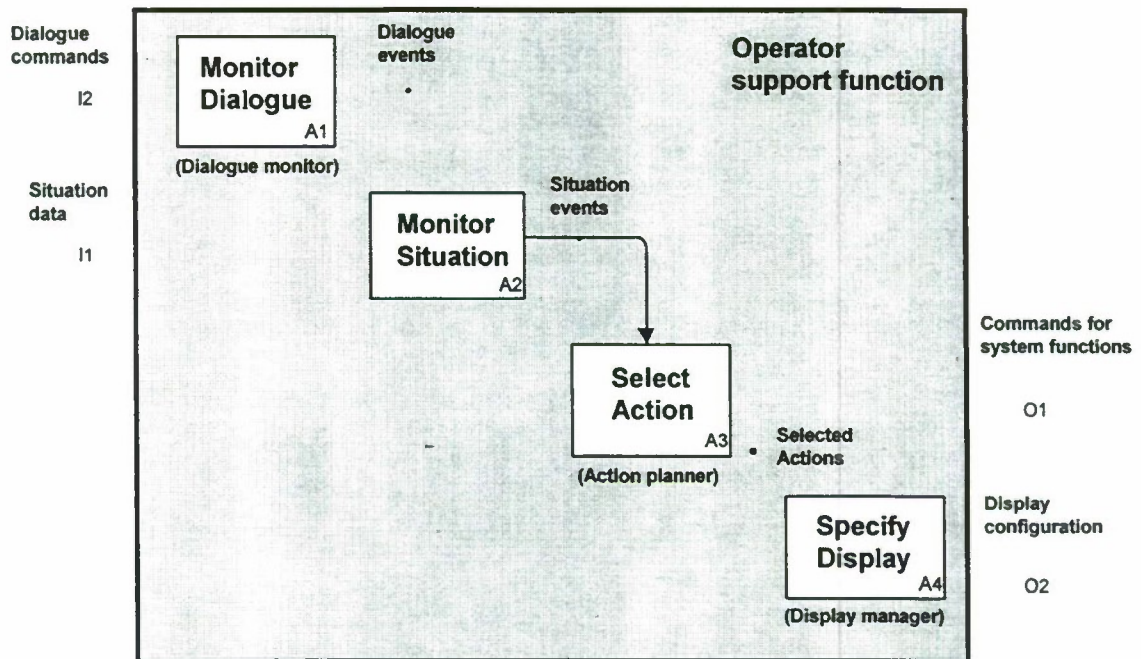 Dialogue
commands
I2
Monitor
Dialogue
A1
(Dialogue monitor)
Dialogue
events
Operator
support function
Situation
data
I1
Monitor
Situation
A2
Situation
events
Select
Action
A3
(Action planner)
Selected
Actions
Commands for
system functions
O1
Specify
Display
A4
(Display manager)
Display
configuration
O2